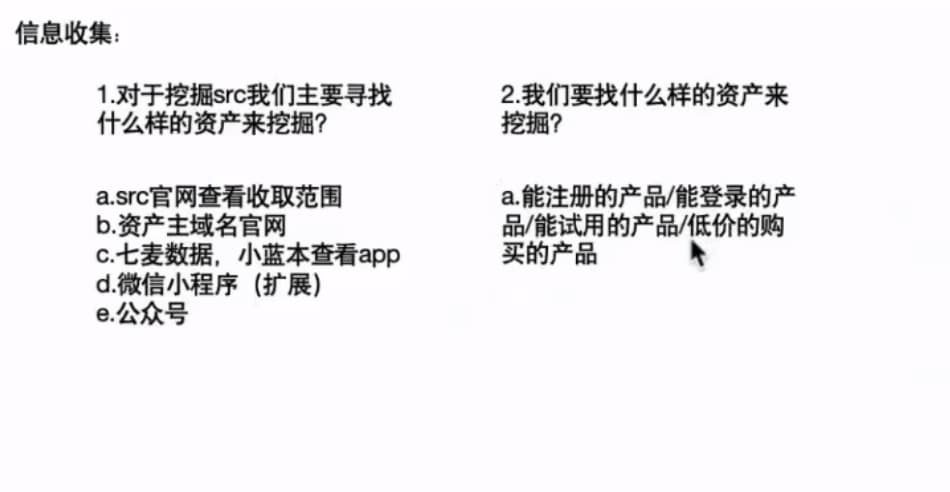 信息收集：
1.对于挖掘src我们主要寻找
什么样的资产来挖掘？
a.src官网查看收取范围
b.资产主域名官网
c.七麦数据，小蓝本查看app
d.微信小程序（扩展）
e.公众号
2.我们要找什么样的资产来
挖掘？
a.能注册的产品/能登录的产
品/能试用的产品/低价的购
买的产品